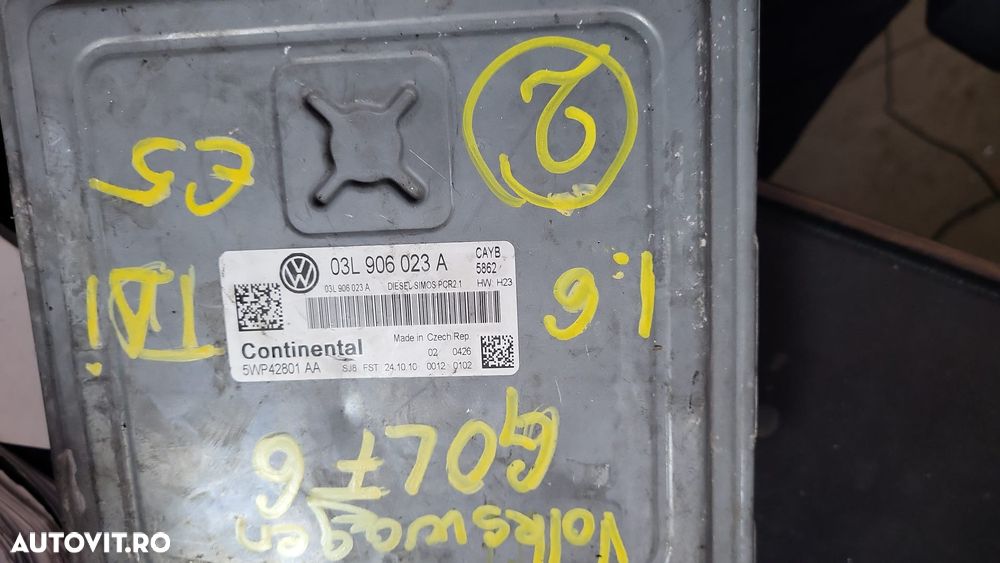 2
E5
1.6
TDi
VW
03L 906 023 A
CAYB
5862
03L 906 023 A DIESEL-SIMOS PCR2.1 HW: H23
Made in Czech Rep.
Continental
02 0426
5WP42801 AA SJ8 FST 24.10.10 0012 0102
GOLF 6
Volkswagen
AUTOVIT.RO